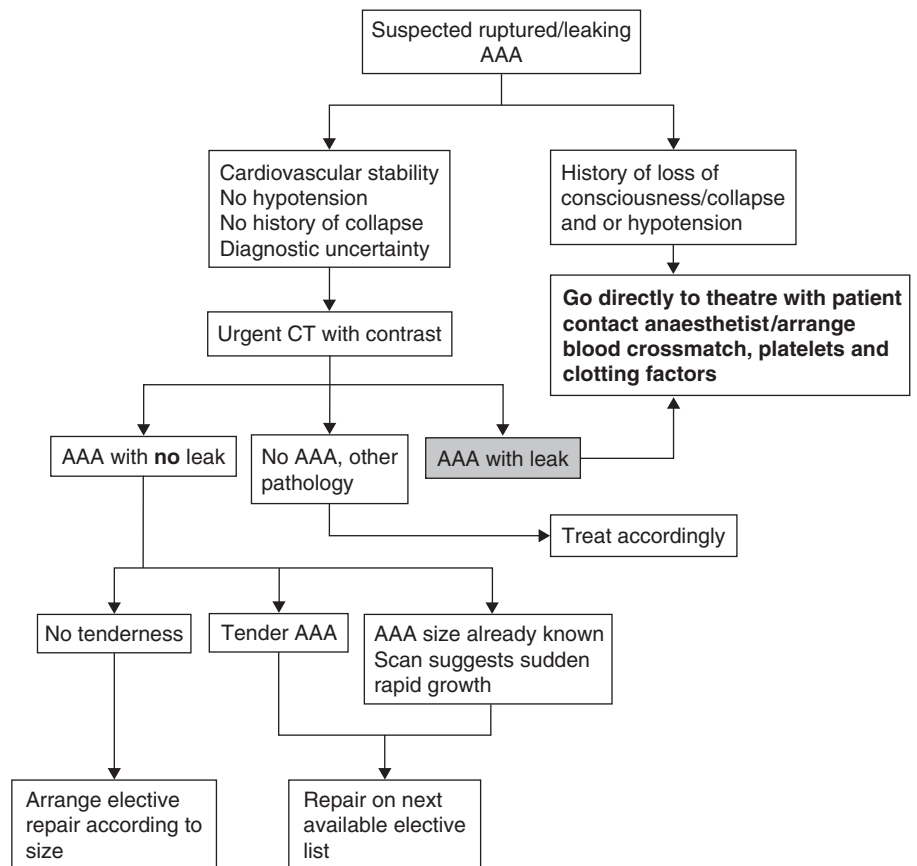 Suspected ruptured/leaking
AAA
Cardiovascular stability
No hypotension
No history of collapse
Diagnostic uncertainty
History of loss of
consciousness/collapse
and or hypotension
Go directly to theatre with patient
contact anaesthetist/arrange
blood crossmatch, platelets and
clotting factors
Urgent CT with contrast
AAA with no leak
No AAA, other
pathology
AAA with leak
Treat accordingly
No tenderness
Tender AAA
AAA size already known
Scan suggests sudden
rapid growth
Arrange elective
repair according to
size
Repair on next
available elective
list